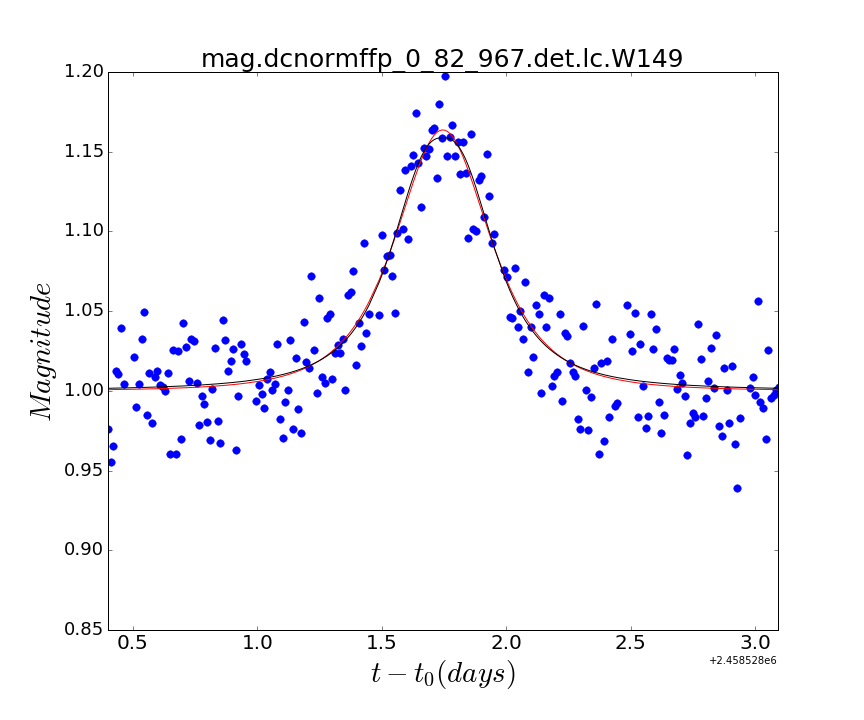 mag.dcnormffp_0_82_967.det.lc.W149
1.20
1.15
1.10
1.05
1.00
0.95
0.90
0.85
Magnitude
0.5 1.0 1.5 2.0 2.5 3.0
+2.458528e6
t − t₀(days)